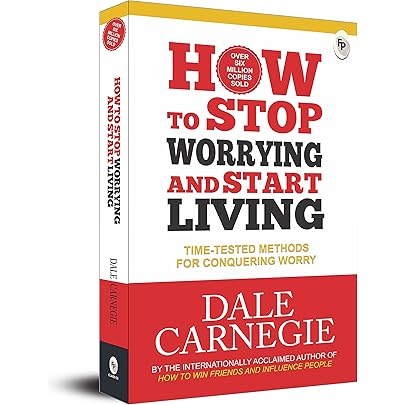 HOW TO STOP WORRYING
AND START LIVING
DALE CARNEGIE
FP
OVER
SIX
MILLION
COPIES
SOLD
HOW
TO STOP
WORRYING
AND START
LIVING
TIME-TESTED METHODS
FOR CONQUERING WORRY
DALE
CARNEGIE
BY THE INTERNATIONALLY ACCLAIMED AUTHOR OF
HOW TO WIN FRIENDS AND INFLUENCE PEOPLE